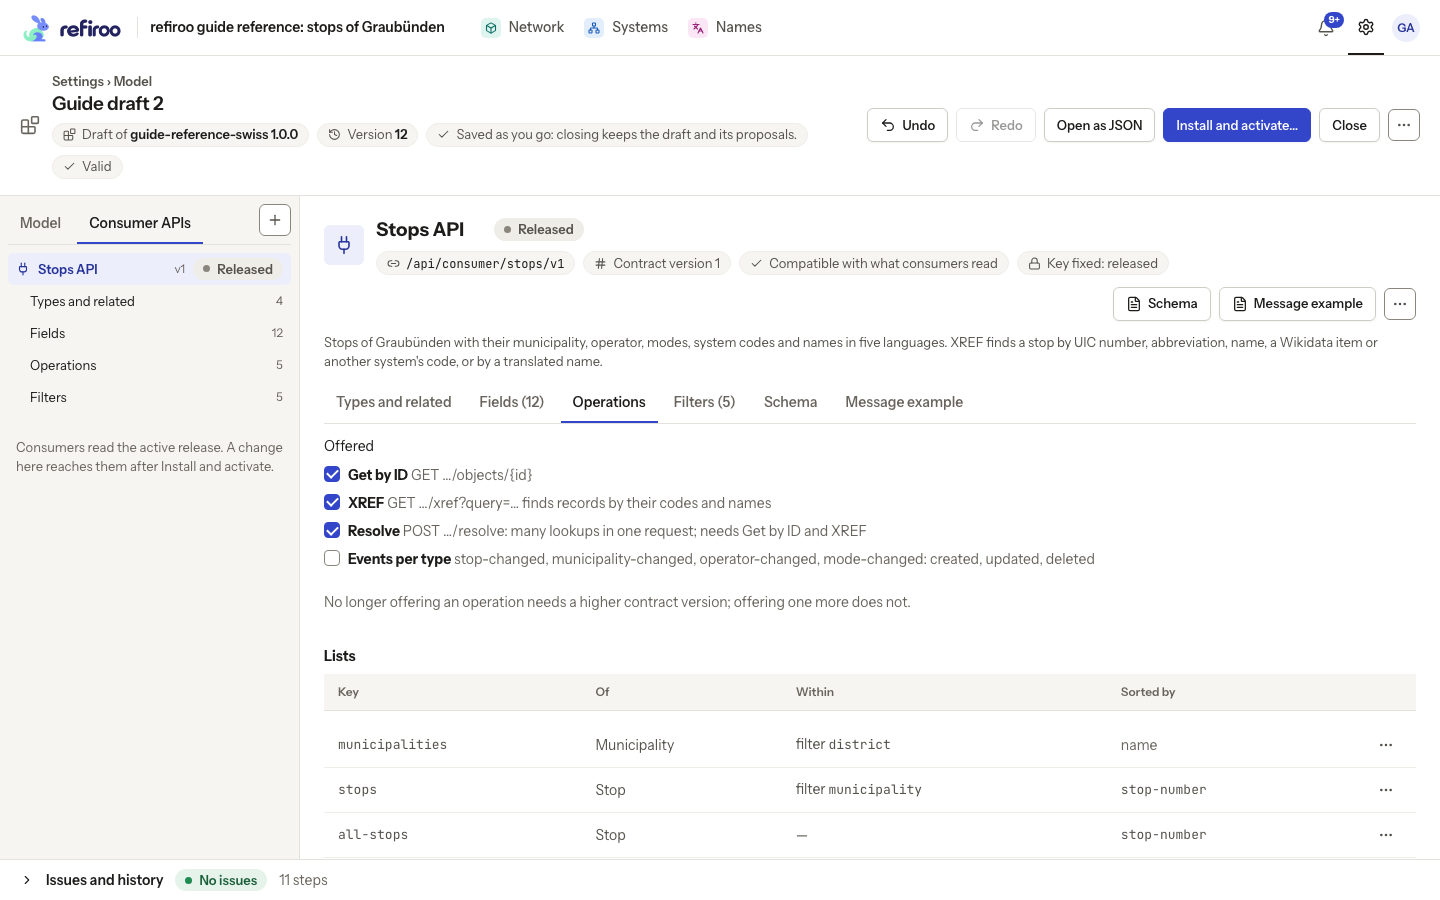 refiroo
refiroo guide reference: stops of Graubünden
Network
Systems
Names
9+
GA
Settings › Model
Guide draft 2
Draft of guide-reference-swiss 1.0.0
Version 12
Saved as you go: closing keeps the draft and its proposals.
Valid
Undo
Redo
Open as JSON
Install and activate...
Close
Model
Consumer APIs
Stops API
v1
Released
Types and related
4
Fields
12
Operations
5
Filters
5
Consumers read the active release. A change
here reaches them after Install and activate.
Stops API
Released
/api/consumer/stops/v1
Contract version 1
Compatible with what consumers read
Key fixed: released
Schema
Message example
Stops of Graubünden with their municipality, operator, modes, system codes and names in five languages. XREF finds a stop by UIC number, abbreviation, name, a Wikidata item or
another system's code, or by a translated name.
Types and related
Fields (12)
Operations
Filters (5)
Schema
Message example
Offered
Get by ID GET .../objects/{id}
XREF GET .../xref?query=... finds records by their codes and names
Resolve POST .../resolve: many lookups in one request; needs Get by ID and XREF
Events per type stop-changed, municipality-changed, operator-changed, mode-changed: created, updated, deleted
No longer offering an operation needs a higher contract version; offering one more does not.
Lists
Key Of Within Sorted by
municipalities Municipality filter district name
stops Stop filter municipality stop-number
all-stops Stop — stop-number
Issues and history
No issues
11 steps